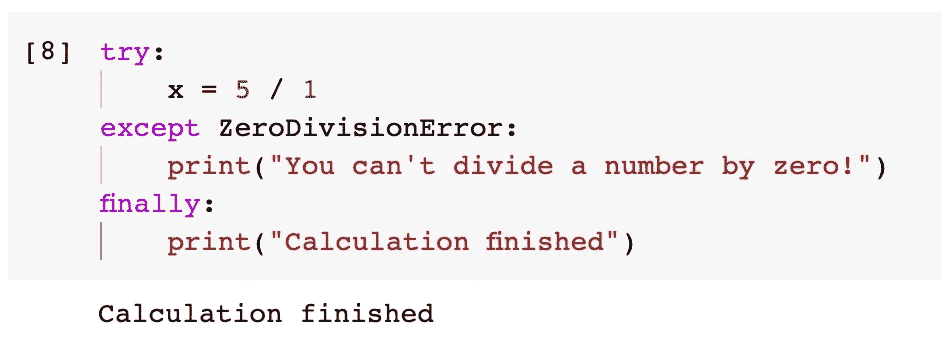 [8] try:
x = 5 / 1
except ZeroDivisionError:
print("You can't divide a number by zero!")
finally:
print("Calculation finished")
Calculation finished